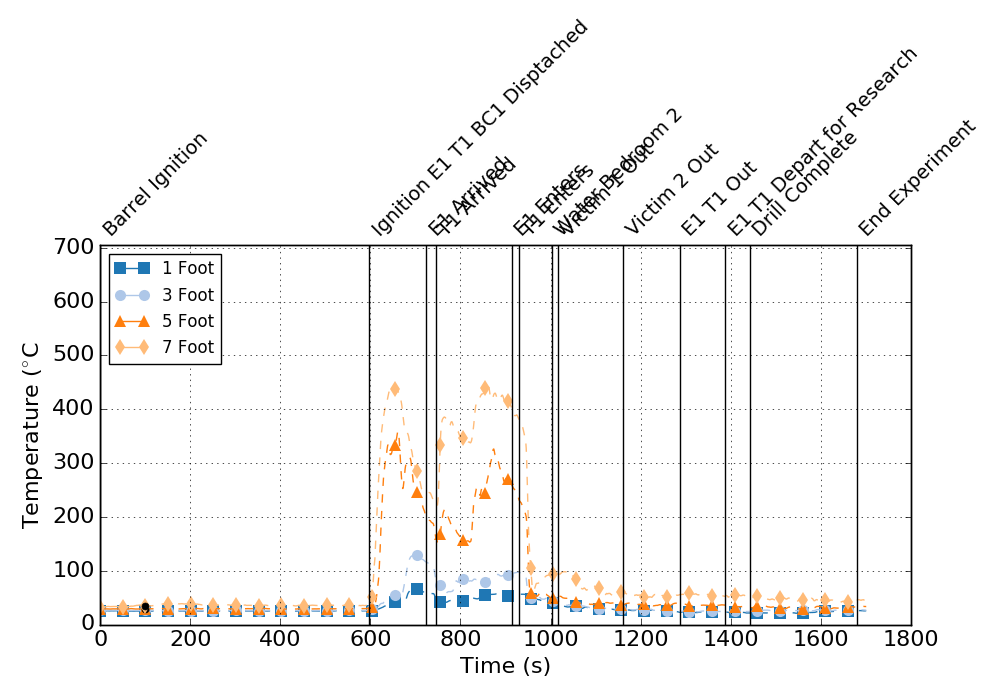 Barrel Ignition
Ignition E1 T1 BC1 Disptached
E1 Arrived
T1 Arrived
E1 Enters
T1 Enters
Water Bedroom 2
Victim 1 Out
Victim 2 Out
E1 T1 Out
E1 T1 Depart for Research
Drill Complete
End Experiment
700
600
500
400
300
200
100
0
Temperature (°C
1 Foot
3 Foot
5 Foot
7 Foot
0 200 400 600 800 1000 1200 1400 1600 1800
Time (s)